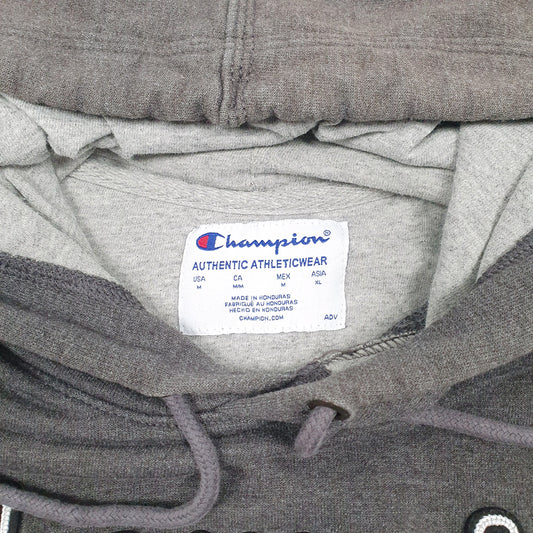 Champion®
AUTHENTIC ATHLETICWEAR
USA CA MEX ASIA
M M/M M XL
MADE IN HONDURAS
FABRIQUÉ AU HONDURAS
HECHO EN HONDURAS
CHAMPION.COM ADV